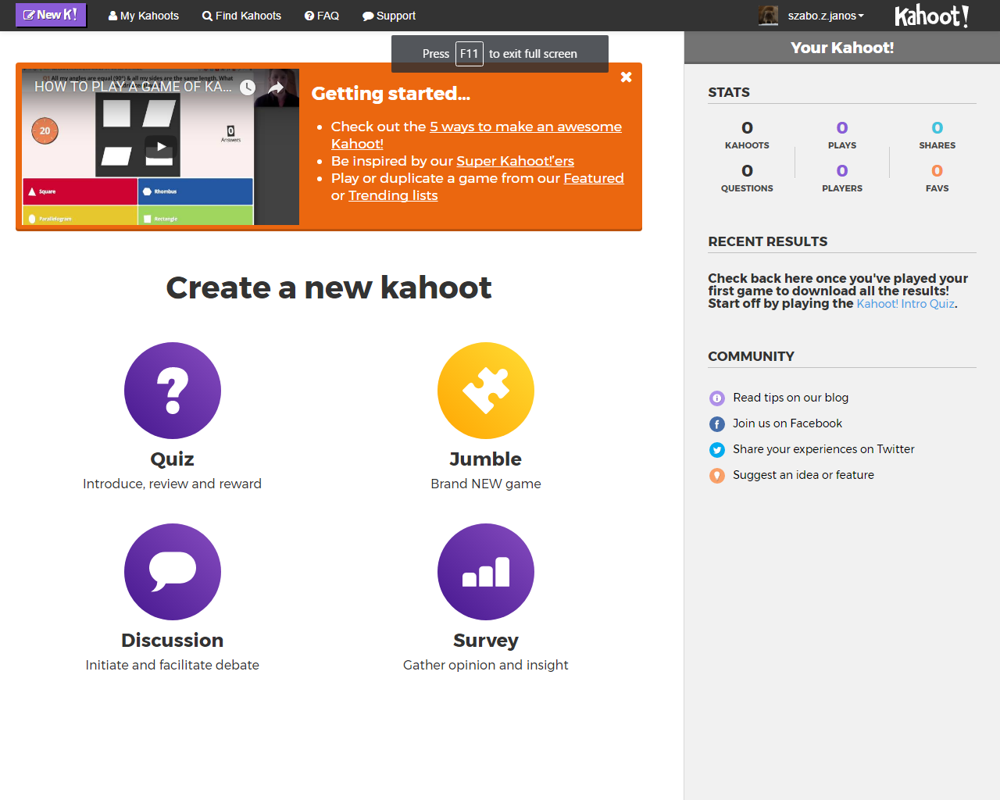 New K!
My Kahoots
Find Kahoots
FAQ
Support
szabo.z.janos
Kahoot!
Press F11 to exit full screen
Your Kahoot!
All my angles are equal (90°) & all my sides are the same length. What
HOW TO PLAY A GAME OF KA...
20
0
Answers
Square
Rhombus
Parallelogram
Rectangle
Getting started...
Check out the 5 ways to make an awesome
Kahoot!
Be inspired by our Super Kahoot!'ers
Play or duplicate a game from our Featured
or Trending lists
Create a new kahoot
Quiz
Introduce, review and reward
Jumble
Brand NEW game
Discussion
Initiate and facilitate debate
Survey
Gather opinion and insight
STATS
0 0 0
KAHOOTS PLAYS SHARES
0 0 0
QUESTIONS PLAYERS FAVS
RECENT RESULTS
Check back here once you've played your
first game to download all the results!
Start off by playing the Kahoot! Intro Quiz.
COMMUNITY
Read tips on our blog
Join us on Facebook
Share your experiences on Twitter
Suggest an idea or feature